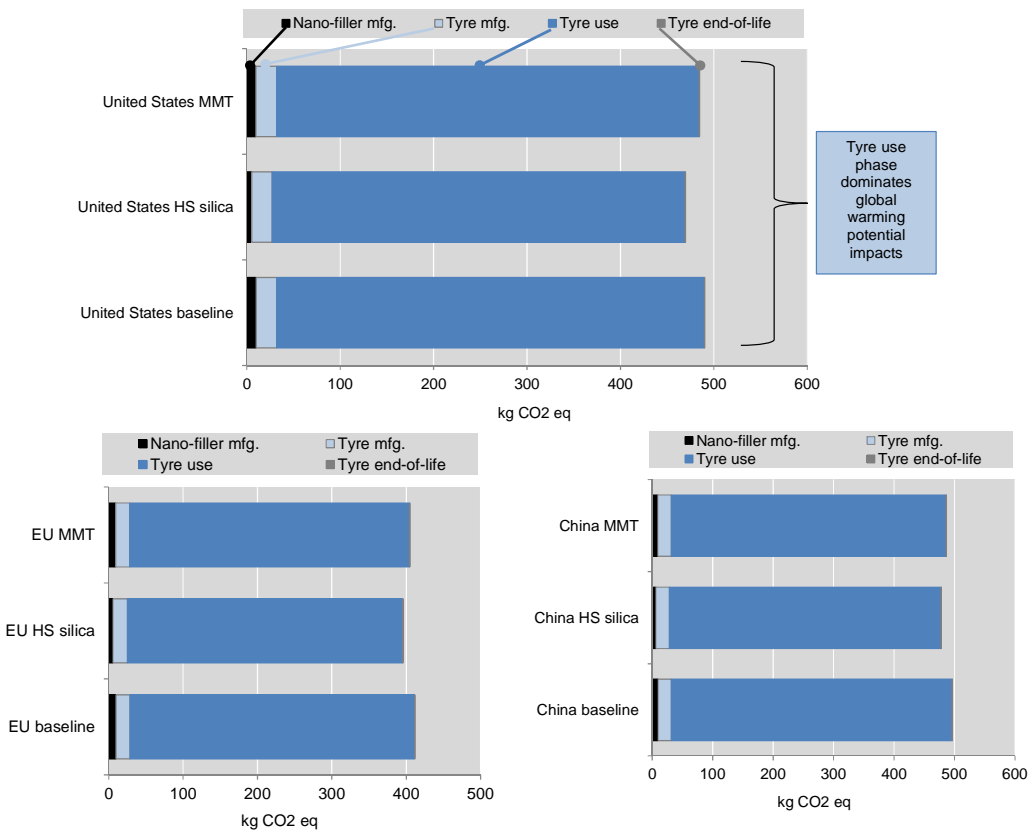 Nano-filler mfg. Tyre mfg. Tyre use Tyre end-of-life
United States MMT
United States HS silica
United States baseline
0 100 200 300 400 500 600
kg CO2 eq
Tyre use
phase
dominates
global
warming
potential
impacts
Nano-filler mfg. Tyre mfg.
Tyre use Tyre end-of-life
EU MMT
EU HS silica
EU baseline
0 100 200 300 400 500
kg CO2 eq
Nano-filler mfg. Tyre mfg.
Tyre use Tyre end-of-life
China MMT
China HS silica
China baseline
0 100 200 300 400 500 600
kg CO2 eq